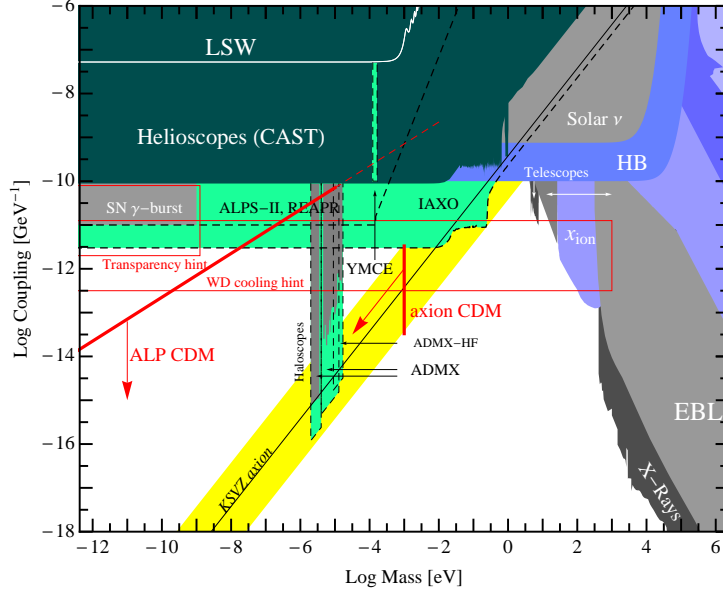 -6
-8
-10
-12
-14
-16
-18
Log Coupling [GeV⁻¹]
LSW
Helioscopes (CAST)
Solar ν
HB
Telescopes
SN γ−burst
ALPS−II, REAPR
IAXO
x_ion
YMCE
Transparency hint
WD cooling hint
axion CDM
ALP CDM
Haloscopes
ADMX−HF
ADMX
EBL
X−Rays
KSVZ axion
-12
-10
-8
-6
-4
-2
0
2
4
6
Log Mass [eV]